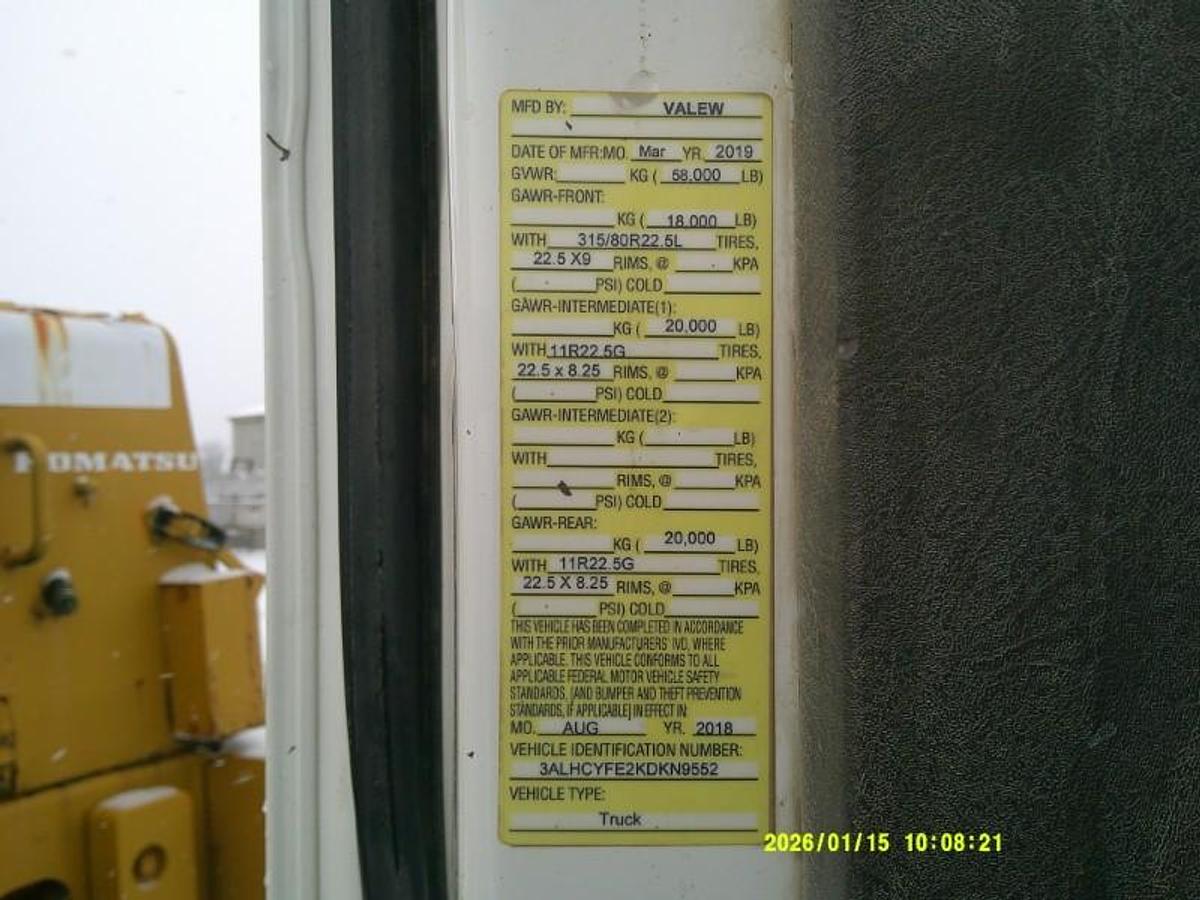 MFD BY: VALEW
DATE OF MFR:MO. Mar YR. 2019
GVWR: KG ( 58,000 LB)
GAWR-FRONT:
KG ( 18,000 LB)
WITH 315/80R22.5L TIRES,
22.5 X9 RIMS, @ KPA
( PSI) COLD
GAWR-INTERMEDIATE(1):
KG ( 20,000 LB)
WITH 11R22.5G TIRES,
22.5 x 8.25 RIMS, @ KPA
( PSI) COLD
GAWR-INTERMEDIATE(2):
KG ( LB)
WITH TIRES,
RIMS, @ KPA
( PSI) COLD
GAWR-REAR:
KG ( 20,000 LB)
WITH 11R22.5G TIRES,
22.5 X 8.25 RIMS, @ KPA
( PSI) COLD
THIS VEHICLE HAS BEEN COMPLETED IN ACCORDANCE
WITH THE PRIOR MANUFACTURERS' IVD, WHERE
APPLICABLE. THIS VEHICLE CONFORMS TO ALL
APPLICABLE FEDERAL MOTOR VEHICLE SAFETY
STANDARDS, [AND BUMPER AND THEFT PREVENTION
STANDARDS, IF APPLICABLE] IN EFFECT IN:
MO. AUG YR. 2018
VEHICLE IDENTIFICATION NUMBER:
3ALHCYFE2KDKN9552
VEHICLE TYPE:
Truck
KOMATSU
2026/01/15 10:08:21